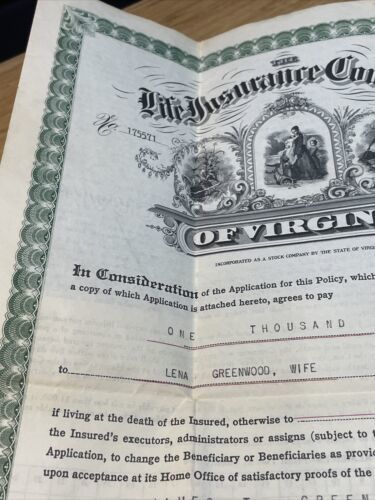 THE
Life Insurance Com
No. 175571
OF VIRGIN
INCORPORATED AS A STOCK COMPANY BY THE STATE OF VIRG
In Consideration of the Application for this Policy, which
a copy of which Application is attached hereto, agrees to pay
ONE THOUSAND
to LENA GREENWOOD, WIFE
if living at the death of the Insured, otherwise to
the Insured's executors, administrators or assigns (subject to t
Application, to change the Beneficiary or Beneficiaries as provi
upon acceptance at its Home Office of satisfactory proofs of the
GREEN